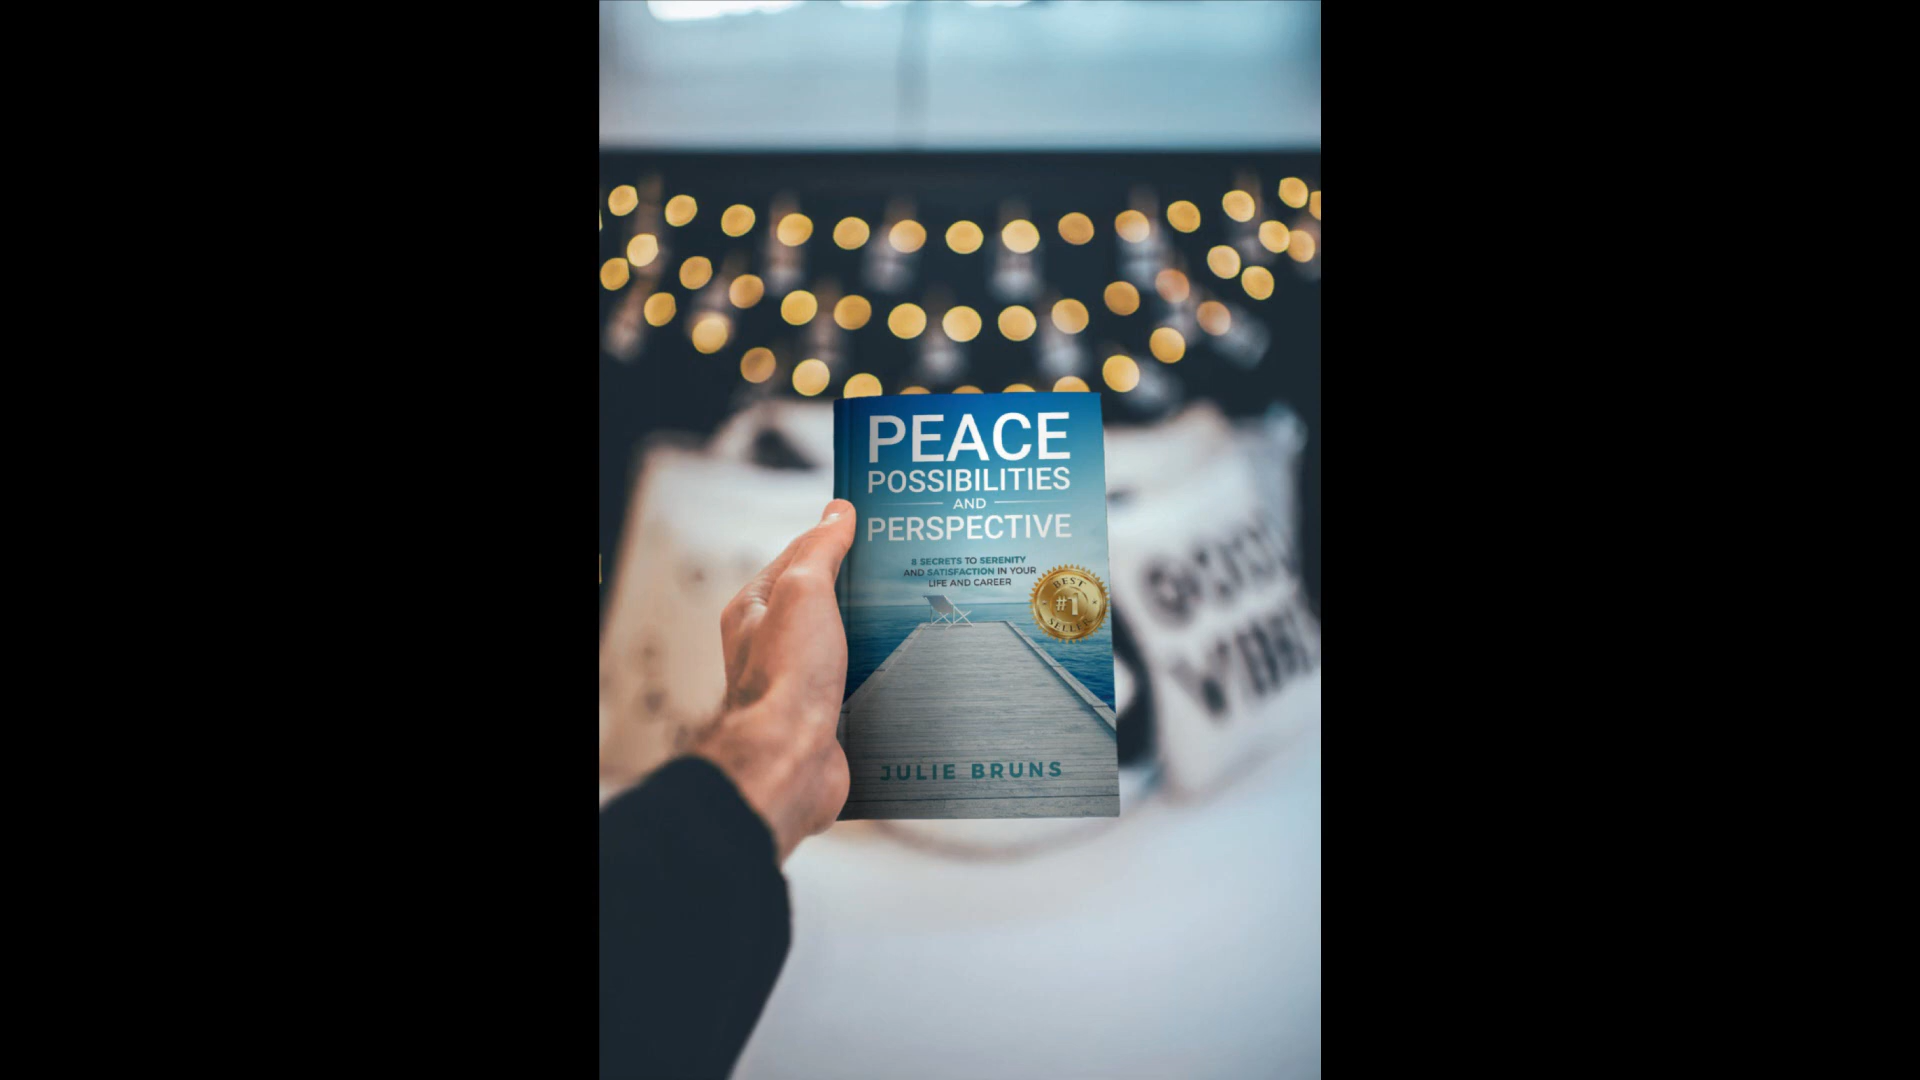 PEACE
POSSIBILITIES
AND
PERSPECTIVE
8 SECRETS TO SERENITY
AND SATISFACTION IN YOUR
LIFE AND CAREER
BEST
#1
SELLER
JULIE BRUNS